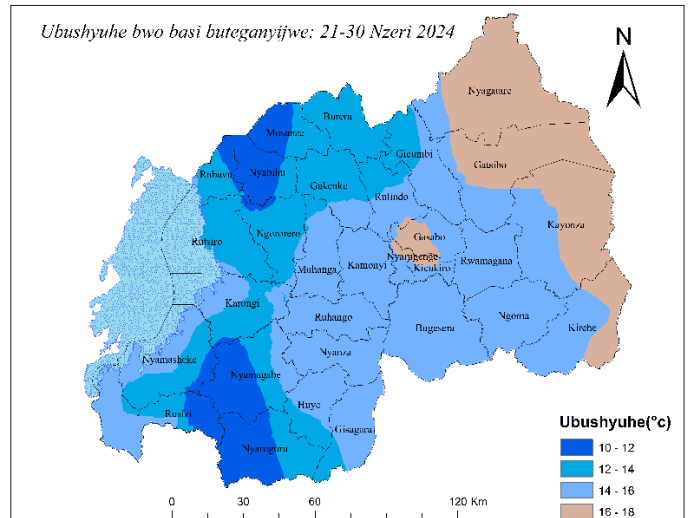 Ubushyuhe bwo basi buteganyijwe: 21-30 Nzeri 2024
N
Nyagatare
Burera
Musanze
Gicumbi
Gatsibo
Rubavu
Nyabihu
Gakenke
Rulindo
Kayonza
Rutsiro
Ngororero
Gasabo
Muhanga
Kamonyi
Nyarugenge
Rwamagana
Kicukiro
Karongi
Ruhango
Bugesera
Ngoma
Kirehe
Nyamasheke
Nyanza
Nyamagabe
Huye
Rusizi
Gisagara
Nyaruguru
Ubushyuhe(°c)
10 - 12
12 - 14
14 - 16
16 - 18
0 30 60 120 Km